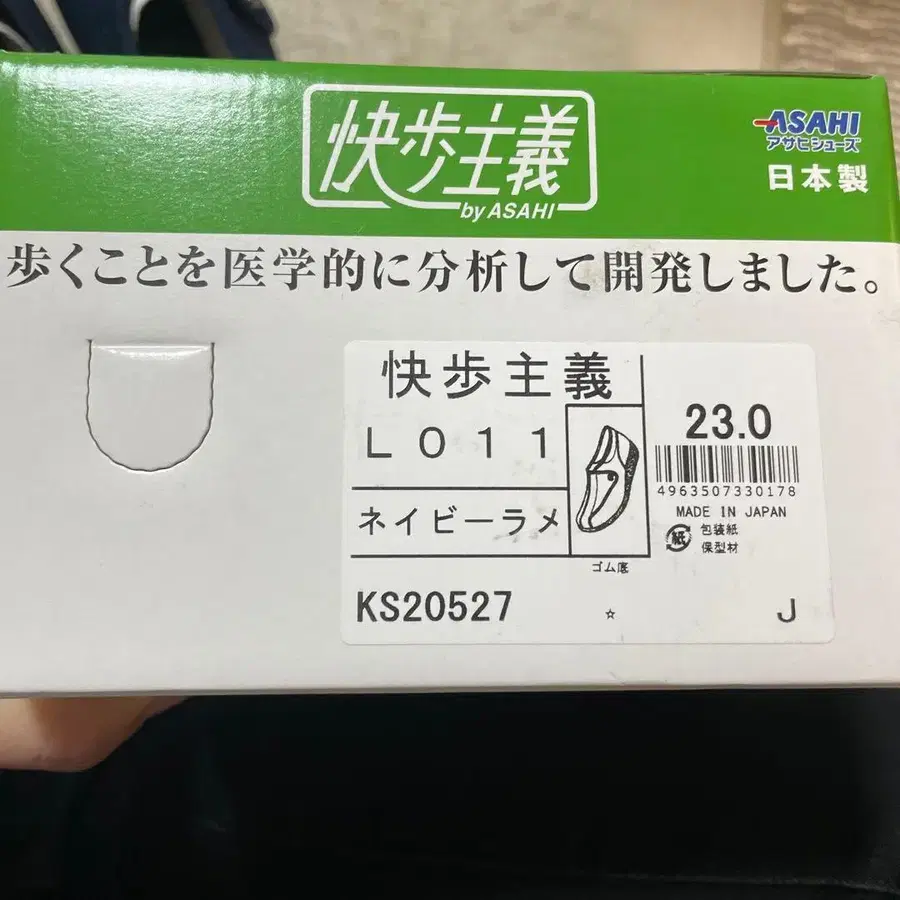 快歩主義
by ASAHI
ASAHI
アサヒシューズ
日本製
歩くことを医学的に分析して開発しました。
快歩主義
L011
ネイビーラメ
23.0
4963507330178
MADE IN JAPAN
紙
包装紙
保型材
ゴム底
KS20527
☆
J